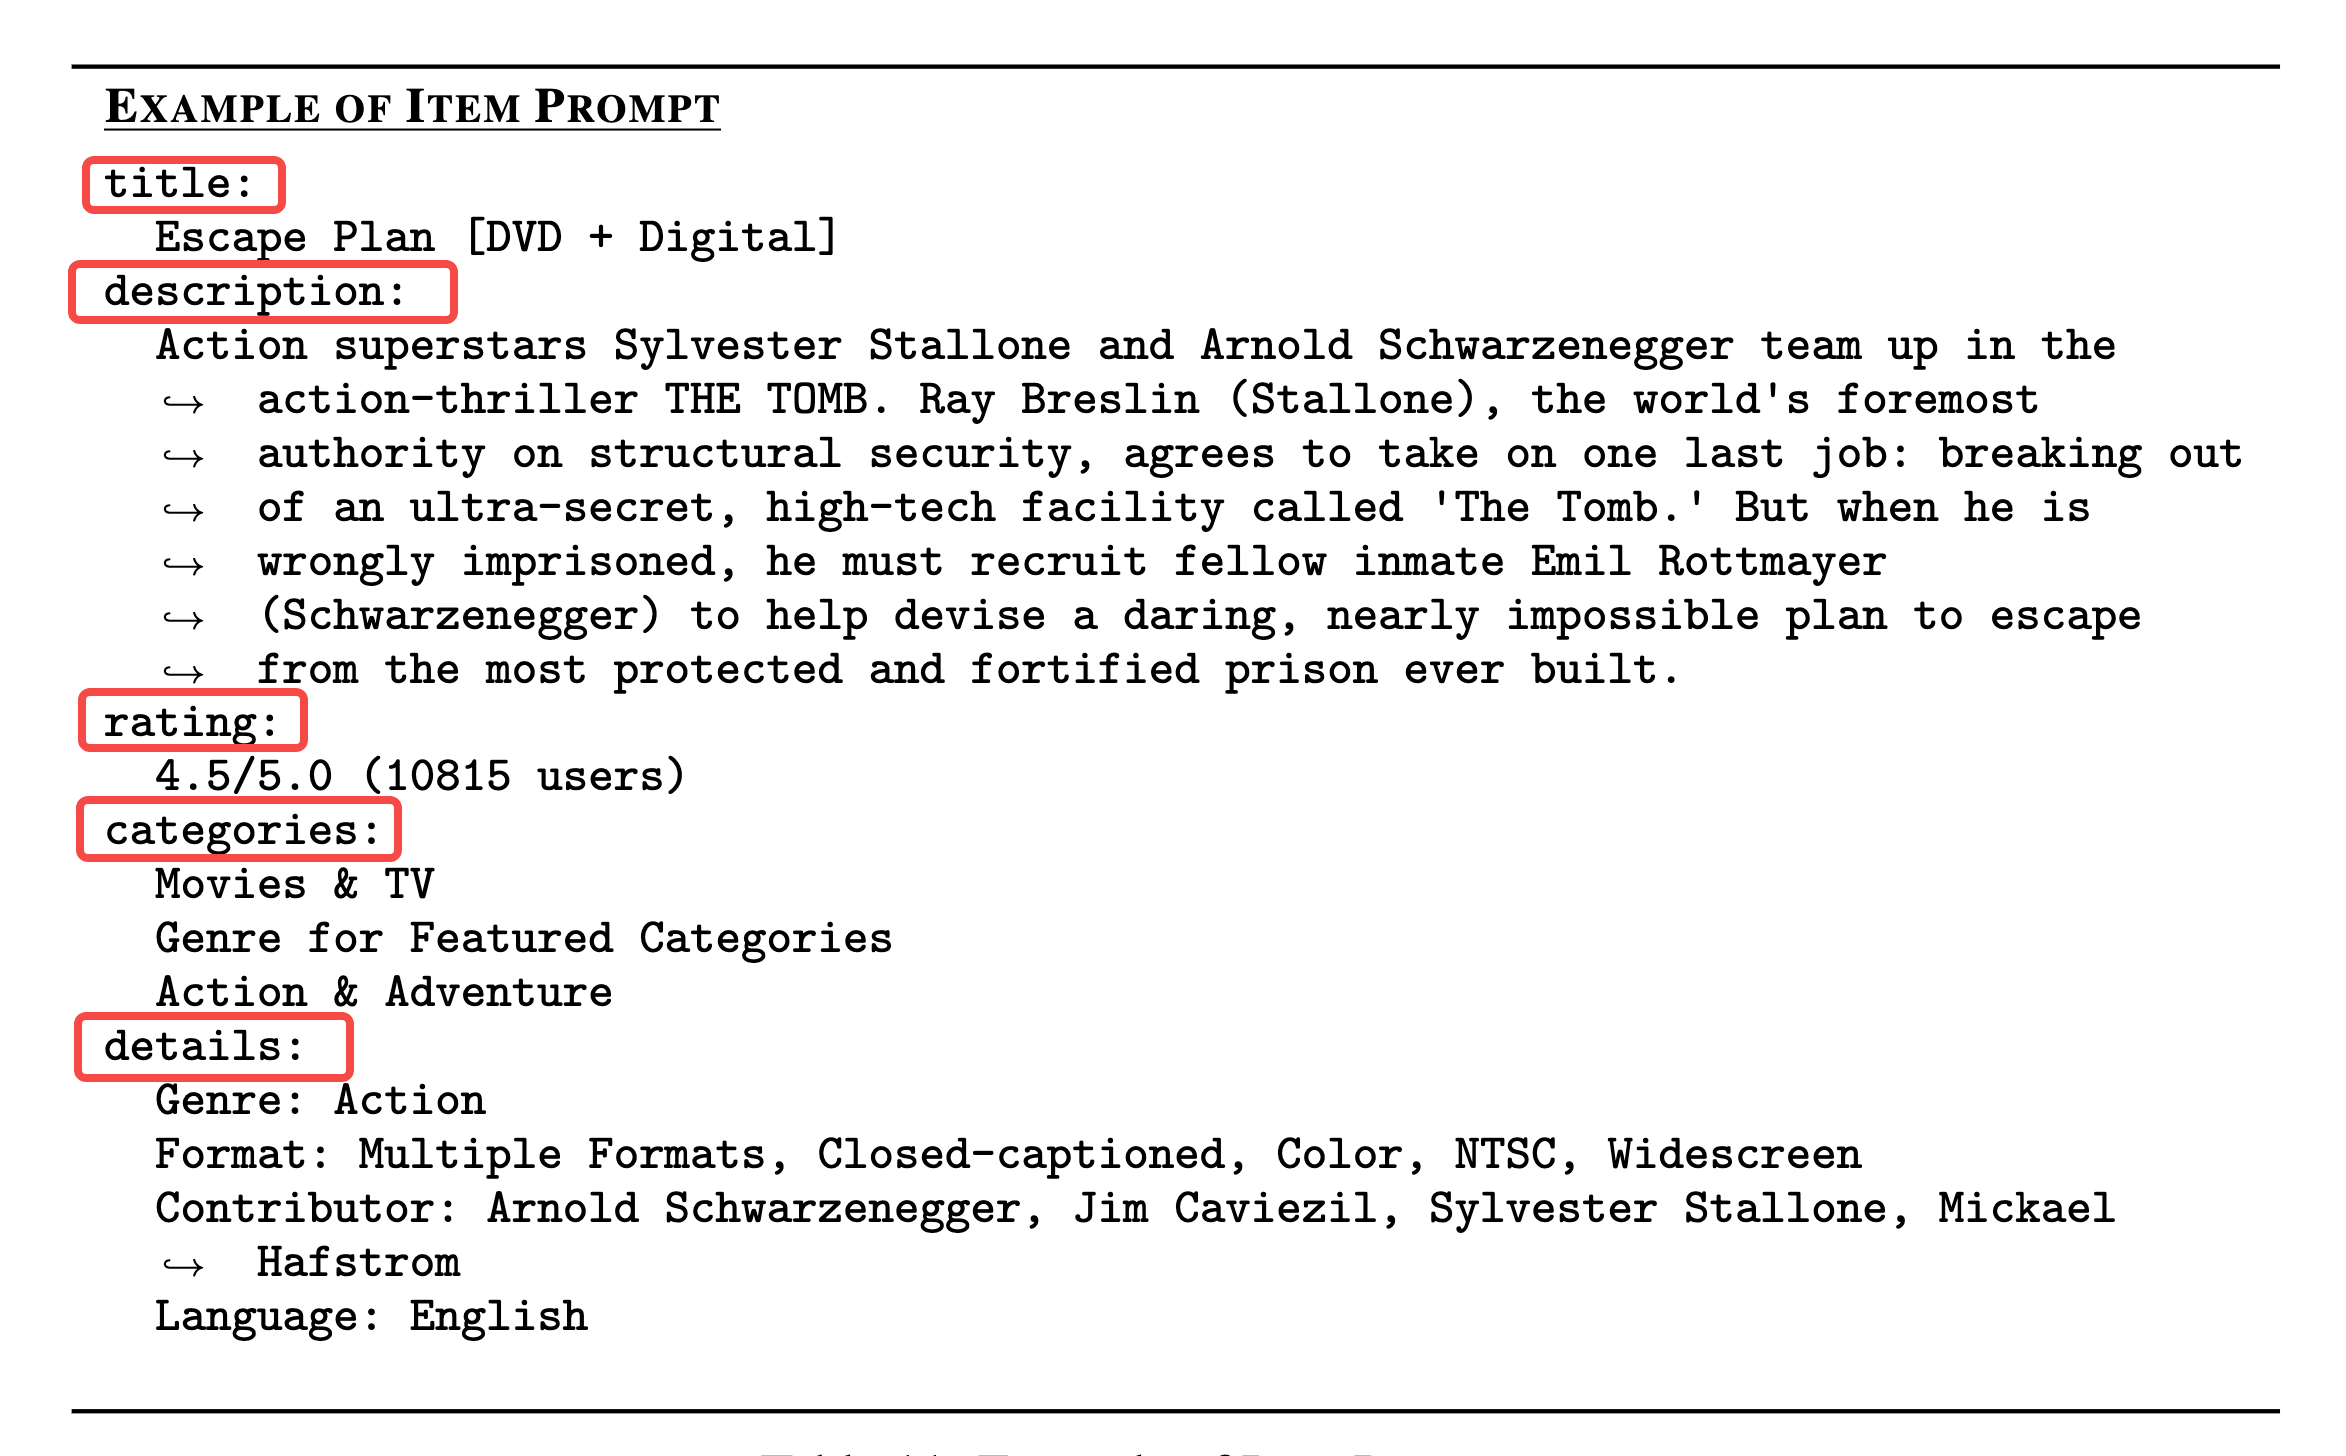 EXAMPLE OF ITEM PROMPT
title:
Escape Plan [DVD + Digital]
description:
Action superstars Sylvester Stallone and Arnold Schwarzenegger team up in the
↪ action-thriller THE TOMB. Ray Breslin (Stallone), the world's foremost
↪ authority on structural security, agrees to take on one last job: breaking out
↪ of an ultra-secret, high-tech facility called 'The Tomb.' But when he is
↪ wrongly imprisoned, he must recruit fellow inmate Emil Rottmayer
↪ (Schwarzenegger) to help devise a daring, nearly impossible plan to escape
↪ from the most protected and fortified prison ever built.
rating:
4.5/5.0 (10815 users)
categories:
Movies & TV
Genre for Featured Categories
Action & Adventure
details:
Genre: Action
Format: Multiple Formats, Closed-captioned, Color, NTSC, Widescreen
Contributor: Arnold Schwarzenegger, Jim Caviezil, Sylvester Stallone, Mickael
↪ Hafstrom
Language: English